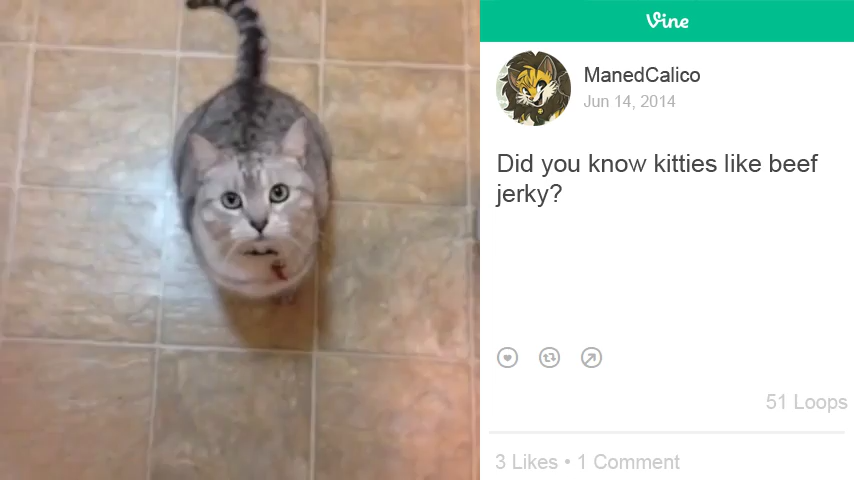 Vine
ManedCalico
Jun 14, 2014
Did you know kitties like beef
jerky?
51 Loops
3 Likes • 1 Comment